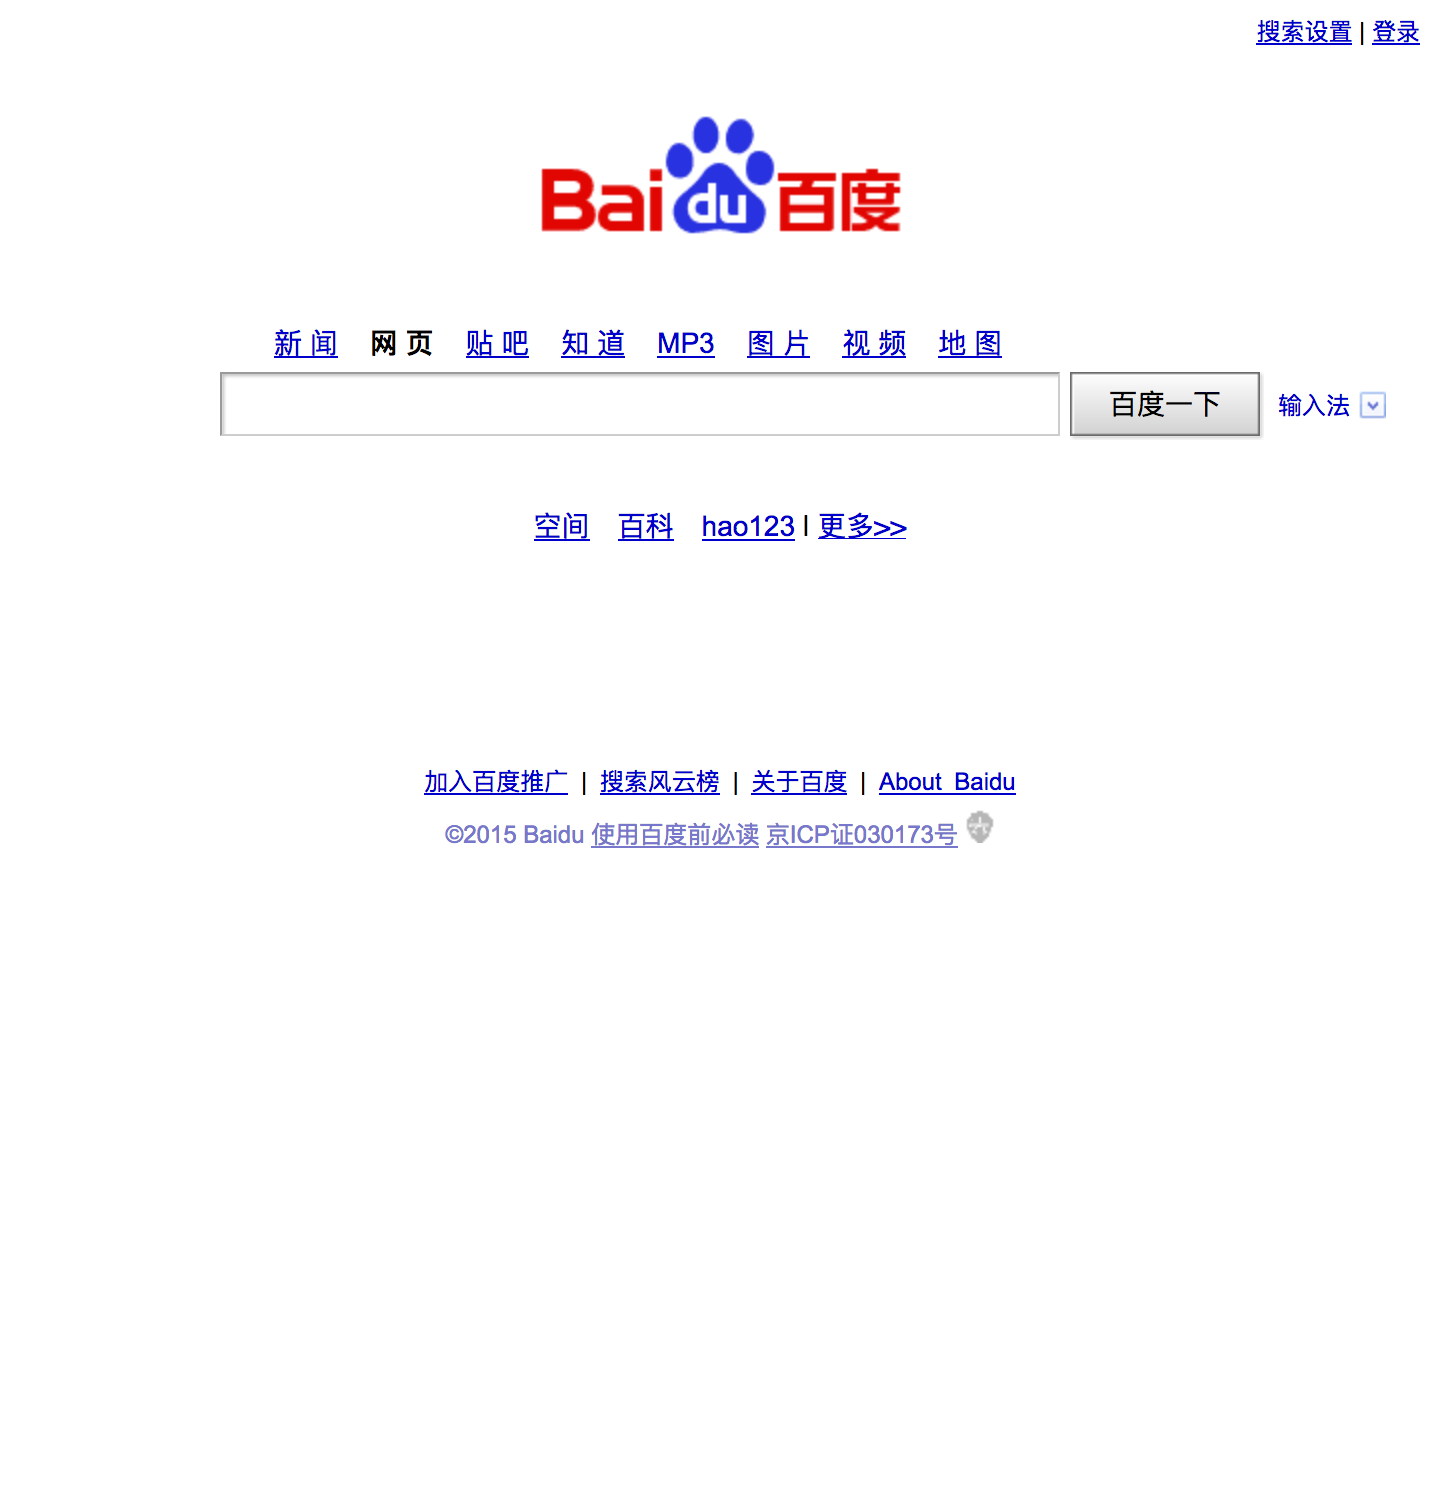 搜索设置 | 登录
Bai du 百度
新 闻 网 页 贴 吧 知 道 MP3 图 片 视 频 地 图
百度一下 输入法
空间 百科 hao123 | 更多>>
加入百度推广 | 搜索风云榜 | 关于百度 | About Baidu
©2015 Baidu 使用百度前必读 京ICP证030173号